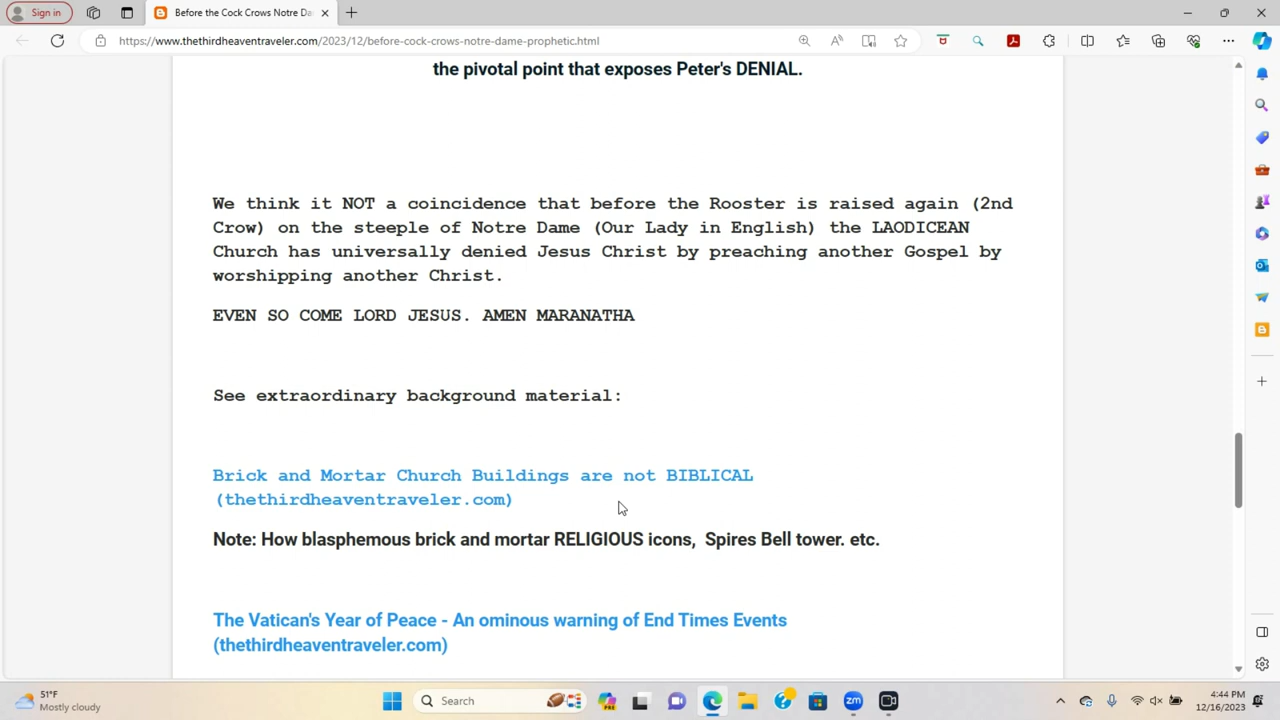 Sign in
Before the Cock Crows Notre Da
https://www.thethirdheaventraveler.com/2023/12/before-cock-crows-notre-dame-prophetic.html
the pivotal point that exposes Peter's DENIAL.
We think it NOT a coincidence that before the Rooster is raised again (2nd
Crow) on the steeple of Notre Dame (Our Lady in English) the LAODICEAN
Church has universally denied Jesus Christ by preaching another Gospel by
worshipping another Christ.
EVEN SO COME LORD JESUS. AMEN MARANATHA
See extraordinary background material:
Brick and Mortar Church Buildings are not BIBLICAL
(thethirdheaventraveler.com)
Note: How blasphemous brick and mortar RELIGIOUS icons, Spires Bell tower. etc.
The Vatican's Year of Peace - An ominous warning of End Times Events
(thethirdheaventraveler.com)
51°F
Mostly cloudy
Search
PRE
zm
4:44 PM
12/16/2023